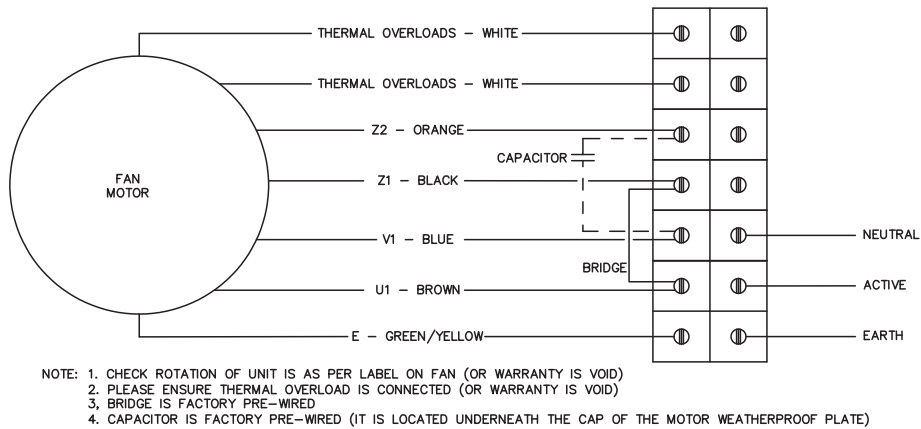 THERMAL OVERLOADS - WHITE
THERMAL OVERLOADS - WHITE
Z2 - ORANGE
CAPACITOR
FAN
MOTOR
Z1 - BLACK
V1 - BLUE
NEUTRAL
BRIDGE
U1 - BROWN
ACTIVE
E - GREEN/YELLOW
EARTH
NOTE: 1. CHECK ROTATION OF UNIT IS AS PER LABEL ON FAN (OR WARRANTY IS VOID)
2. PLEASE ENSURE THERMAL OVERLOAD IS CONNECTED (OR WARRANTY IS VOID)
3, BRIDGE IS FACTORY PRE-WIRED
4. CAPACITOR IS FACTORY PRE-WIRED (IT IS LOCATED UNDERNEATH THE CAP OF THE MOTOR WEATHERPROOF PLATE)